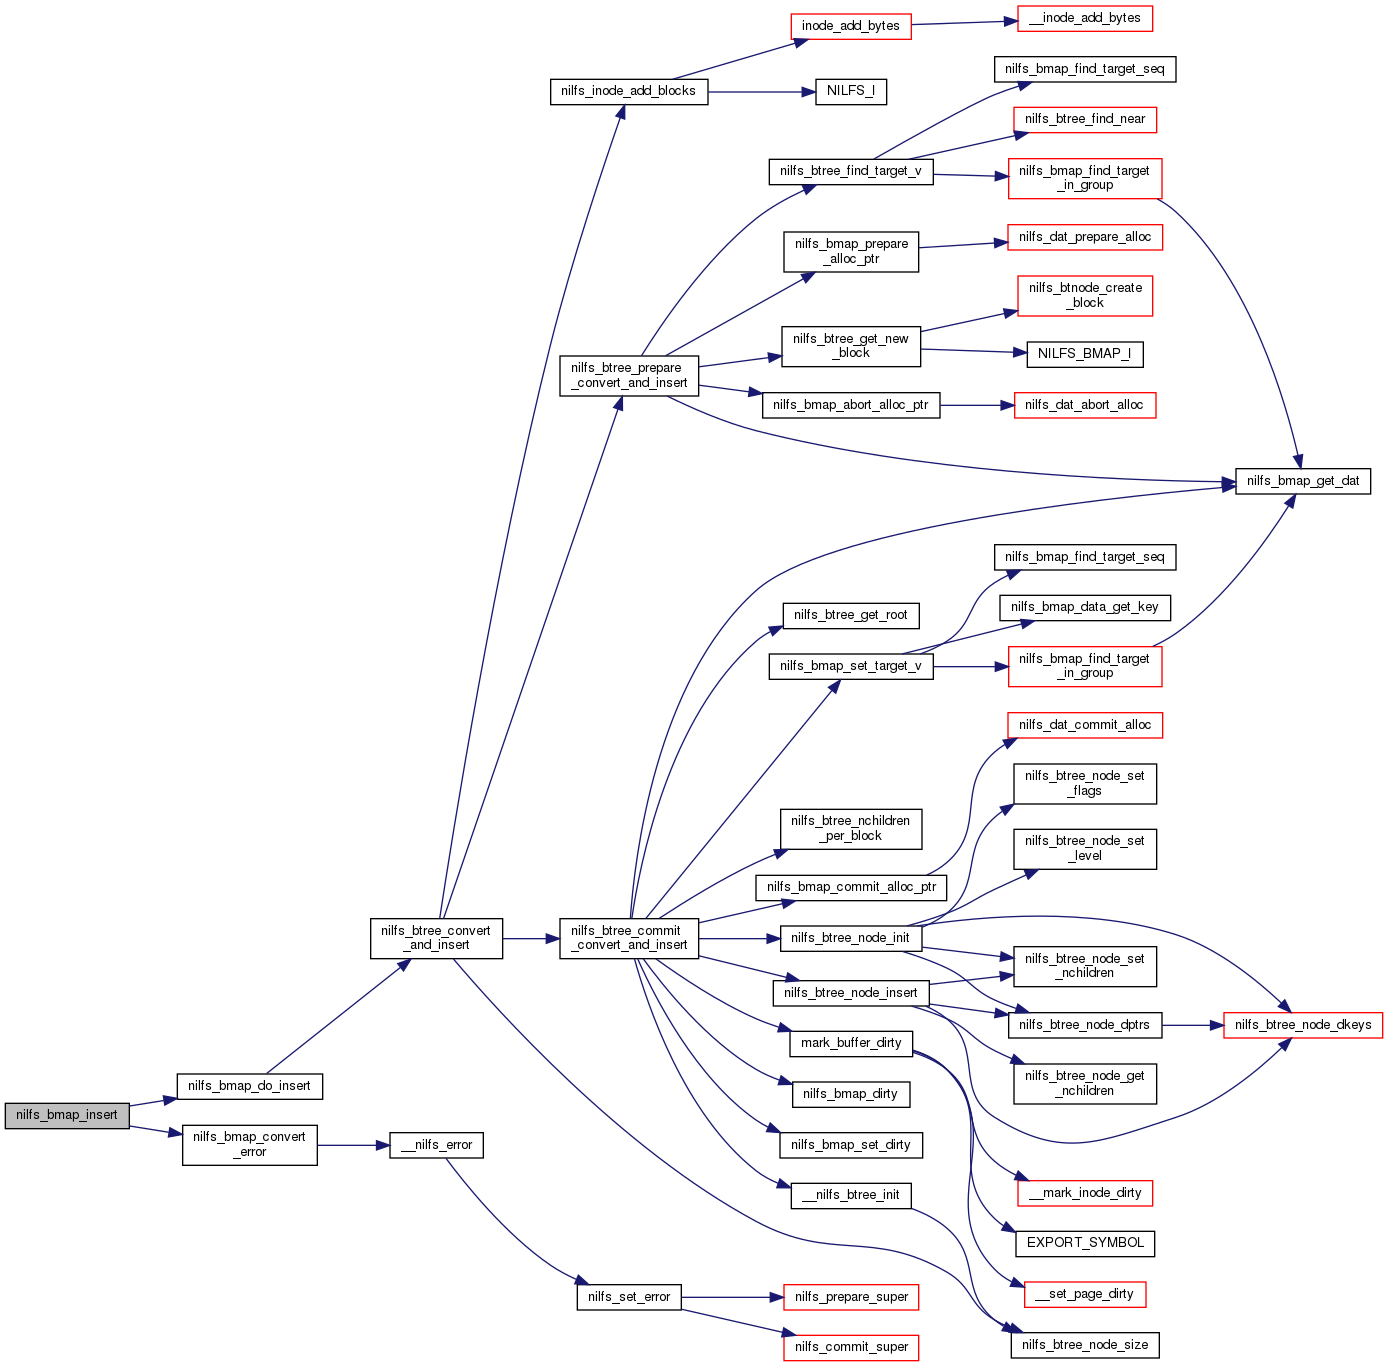 inode_add_bytes
__inode_add_bytes
nilfs_bmap_find_target_seq
nilfs_inode_add_blocks
NILFS_I
nilfs_btree_find_near
nilfs_btree_find_target_v
nilfs_bmap_find_target
_in_group
nilfs_bmap_prepare
_alloc_ptr
nilfs_dat_prepare_alloc
nilfs_btnode_create
_block
nilfs_btree_get_new
_block
NILFS_BMAP_I
nilfs_btree_prepare
_convert_and_insert
nilfs_bmap_abort_alloc_ptr
nilfs_dat_abort_alloc
nilfs_bmap_get_dat
nilfs_bmap_find_target_seq
nilfs_btree_get_root
nilfs_bmap_data_get_key
nilfs_bmap_set_target_v
nilfs_bmap_find_target
_in_group
nilfs_dat_commit_alloc
nilfs_btree_node_set
_flags
nilfs_btree_nchildren
_per_block
nilfs_btree_node_set
_level
nilfs_bmap_commit_alloc_ptr
nilfs_btree_convert
_and_insert
nilfs_btree_commit
_convert_and_insert
nilfs_btree_node_init
nilfs_btree_node_set
_nchildren
nilfs_btree_node_insert
nilfs_btree_node_dptrs
nilfs_btree_node_dkeys
mark_buffer_dirty
nilfs_btree_node_get
_nchildren
nilfs_bmap_do_insert
nilfs_bmap_dirty
nilfs_bmap_insert
nilfs_bmap_convert
_error
__nilfs_error
nilfs_bmap_set_dirty
__nilfs_btree_init
__mark_inode_dirty
EXPORT_SYMBOL
nilfs_set_error
nilfs_prepare_super
__set_page_dirty
nilfs_commit_super
nilfs_btree_node_size